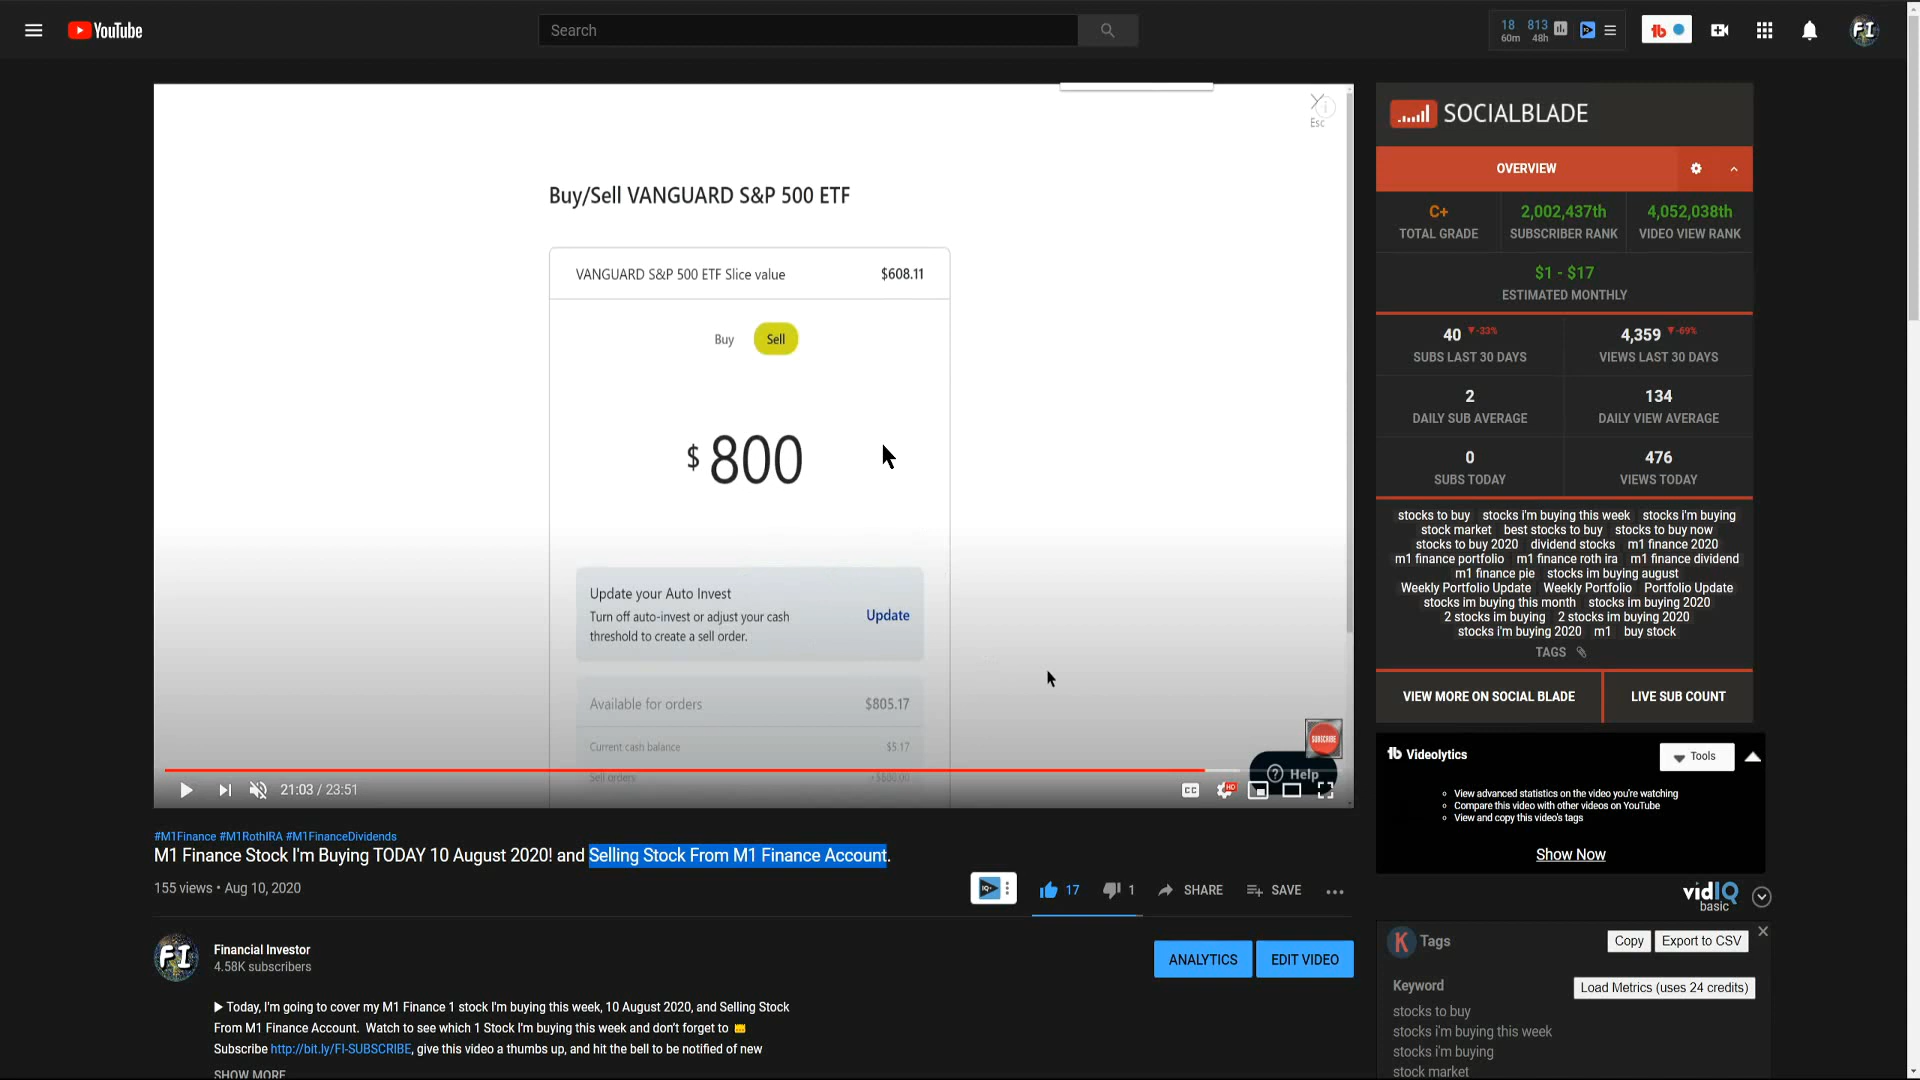 YouTube
Search
18 60m
813 48h
Esc
Buy/Sell VANGUARD S&P 500 ETF
VANGUARD S&P 500 ETF Slice value $608.11
Buy Sell
$ 800
Update your Auto Invest
Turn off auto-invest or adjust your cash
threshold to create a sell order.
Update
Available for orders $805.17
Current cash balance $5.17
Sell orders
SUBSCRIBE
Help
21:03 / 23:51
CC
HD
#M1Finance #M1RothIRA #M1FinanceDividends
M1 Finance Stock I'm Buying TODAY 10 August 2020! and Selling Stock From M1 Finance Account.
155 views • Aug 10, 2020
17 1 SHARE SAVE
FI
Financial Investor
4.58K subscribers
ANALYTICS EDIT VIDEO
Today, I'm going to cover my M1 Finance 1 stock I'm buying this week, 10 August 2020, and Selling Stock
From M1 Finance Account. Watch to see which 1 Stock I'm buying this week and don't forget to
Subscribe http://bit.ly/FI-SUBSCRIBE, give this video a thumbs up, and hit the bell to be notified of new
SHOW MORE
SOCIALBLADE
OVERVIEW
C+ 2,002,437th 4,052,038th
TOTAL GRADE SUBSCRIBER RANK VIDEO VIEW RANK
$1 - $17
ESTIMATED MONTHLY
40 -33% 4,359 -69%
SUBS LAST 30 DAYS VIEWS LAST 30 DAYS
2 134
DAILY SUB AVERAGE DAILY VIEW AVERAGE
0 476
SUBS TODAY VIEWS TODAY
stocks to buy stocks i'm buying this week stocks i'm buying
stock market best stocks to buy stocks to buy now
stocks to buy 2020 dividend stocks m1 finance 2020
m1 finance portfolio m1 finance roth ira m1 finance dividend
m1 finance pie stocks im buying august
Weekly Portfolio Update Weekly Portfolio Portfolio Update
stocks im buying this month stocks im buying 2020
2 stocks im buying 2 stocks im buying 2020
stocks i'm buying 2020 m1 buy stock
TAGS
VIEW MORE ON SOCIAL BLADE LIVE SUB COUNT
Videolytics Tools
View advanced statistics on the video you're watching
Compare this video with other videos on YouTube
View and copy this video's tags
Show Now
vidIQ
basic
K Tags Copy Export to CSV
Keyword Load Metrics (uses 24 credits)
stocks to buy
stocks i'm buying this week
stocks i'm buying
stock market